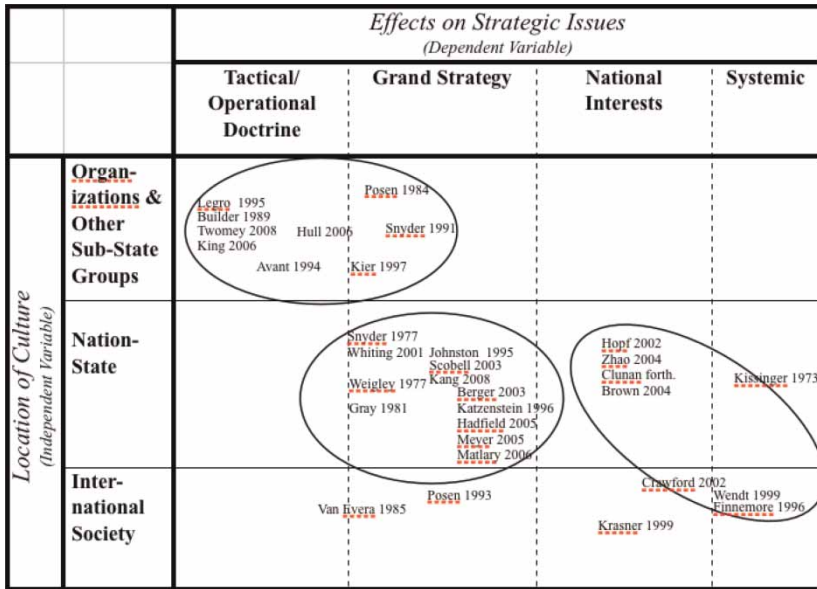 Effects on Strategic Issues
(Dependent Variable)
Tactical/
Operational
Doctrine
Grand Strategy
National
Interests
Systemic
Location of Culture
(Independent Variable)
Organ-
izations &
Other
Sub-State
Groups
Legro 1995
Builder 1989
Twomey 2008
King 2006
Hull 2006
Avant 1994
Posen 1984
Snyder 1991
Kier 1997
Nation-
State
Snyder 1977
Whiting 2001
Johnston 1995
Scobell 2003
Kang 2008
Weigley 1977
Berger 2003
Gray 1981
Katzenstein 1996
Hadfield 2005
Meyer 2005
Matlary 2006
Hopf 2002
Zhao 2004
Clunan forth.
Brown 2004
Kissinger 1973
Inter-
national
Society
Van Evera 1985
Posen 1993
Crawford 2002
Wendt 1999
Finnemore 1996
Krasner 1999